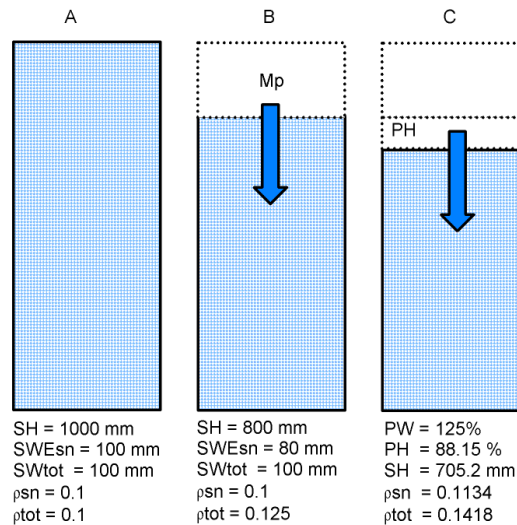 A
B
C
Mp
PH
SH = 1000 mm
SWEsn = 100 mm
SWtot = 100 mm
ρsn = 0.1
ρtot = 0.1
SH = 800 mm
SWEsn = 80 mm
SWtot = 100 mm
ρsn = 0.1
ρtot = 0.125
PW = 125%
PH = 88.15 %
SH = 705.2 mm
ρsn = 0.1134
ρtot = 0.1418